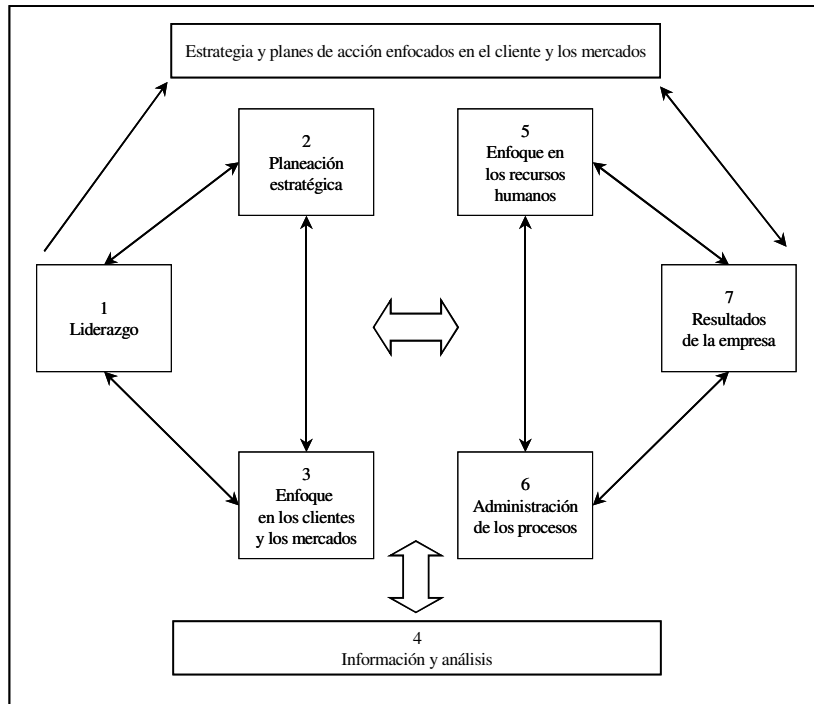 Estrategia y planes de acción enfocados en el cliente y los mercados
2
Planeación
estratégica
5
Enfoque en
los recursos
humanos
1
Liderazgo
7
Resultados
de la empresa
3
Enfoque
en los clientes
y los mercados
6
Administración
de los procesos
4
Información y análisis